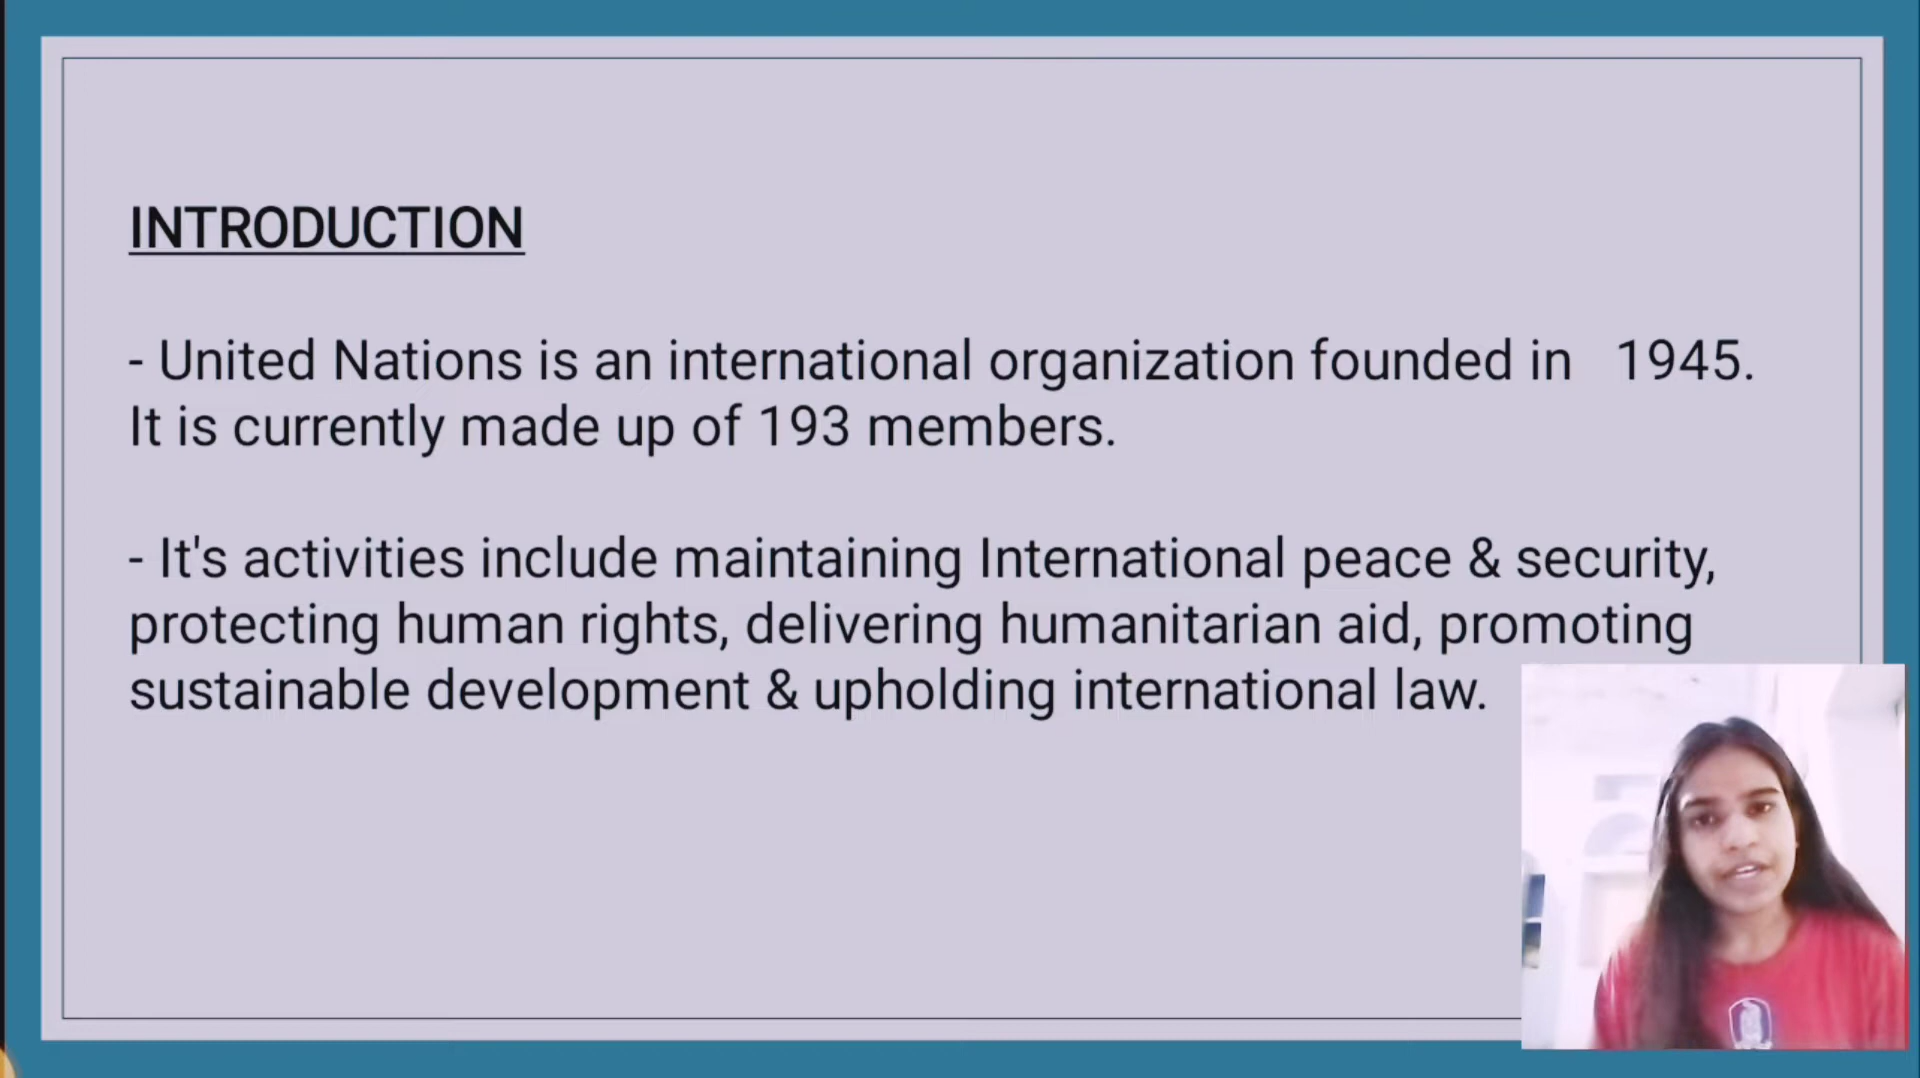 INTRODUCTION
- United Nations is an international organization founded in 1945.
It is currently made up of 193 members.
- It's activities include maintaining International peace & security,
protecting human rights, delivering humanitarian aid, promoting
sustainable development & upholding international law.